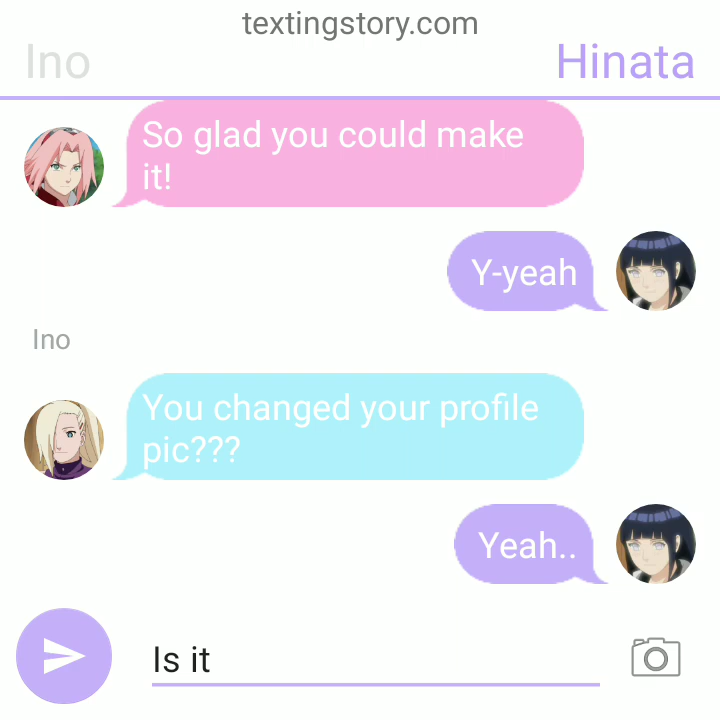 textingstory.com
Ino
Hinata
So glad you could make
it!
Y-yeah
Ino
You changed your profile
pic???
Yeah..
Is it